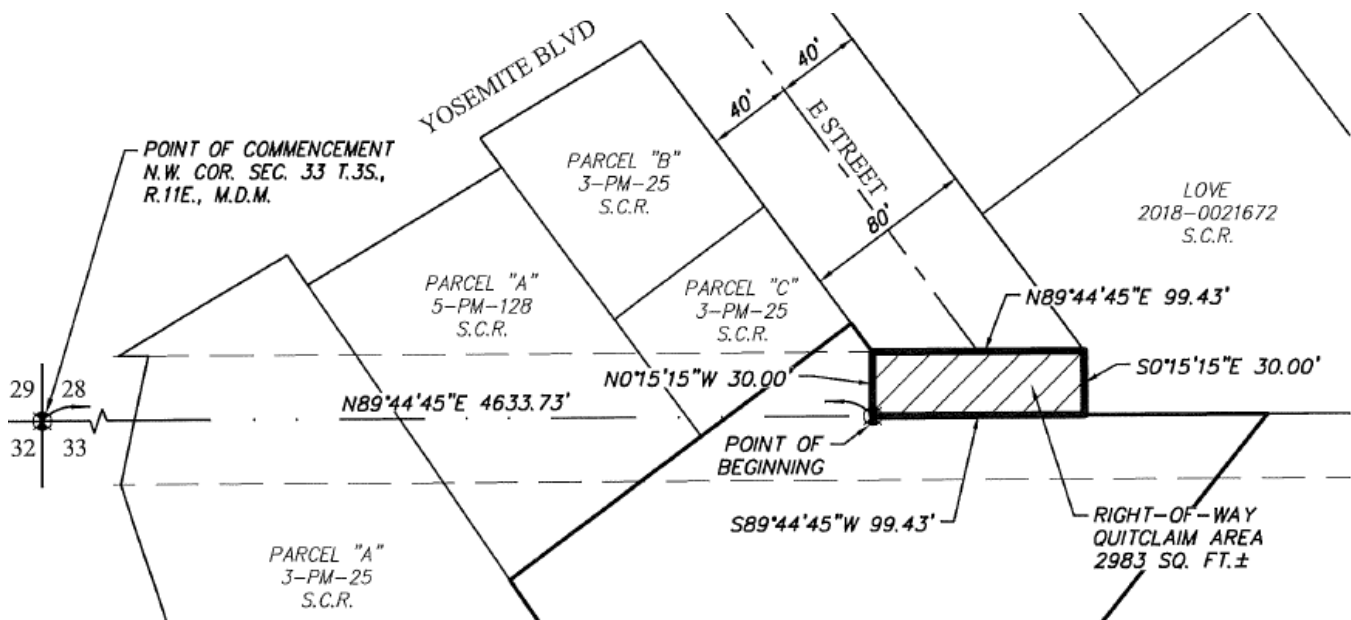 YOSEMITE BLVD
40'
40'
E STREET
80'
POINT OF COMMENCEMENT
N.W. COR. SEC. 33 T.3S.,
R.11E., M.D.M.
PARCEL "B"
3-PM-25
S.C.R.
LOVE
2018-0021672
S.C.R.
PARCEL "A"
5-PM-128
S.C.R.
PARCEL "C"
3-PM-25
S.C.R.
N89°44'45"E 99.43'
N0°15'15"W 30.00'
S0°15'15"E 30.00'
29 28
32 33
N89°44'45"E 4633.73'
POINT OF
BEGINNING
S89°44'45"W 99.43'
RIGHT-OF-WAY
QUITCLAIM AREA
2983 SQ. FT.±
PARCEL "A"
3-PM-25
S.C.R.